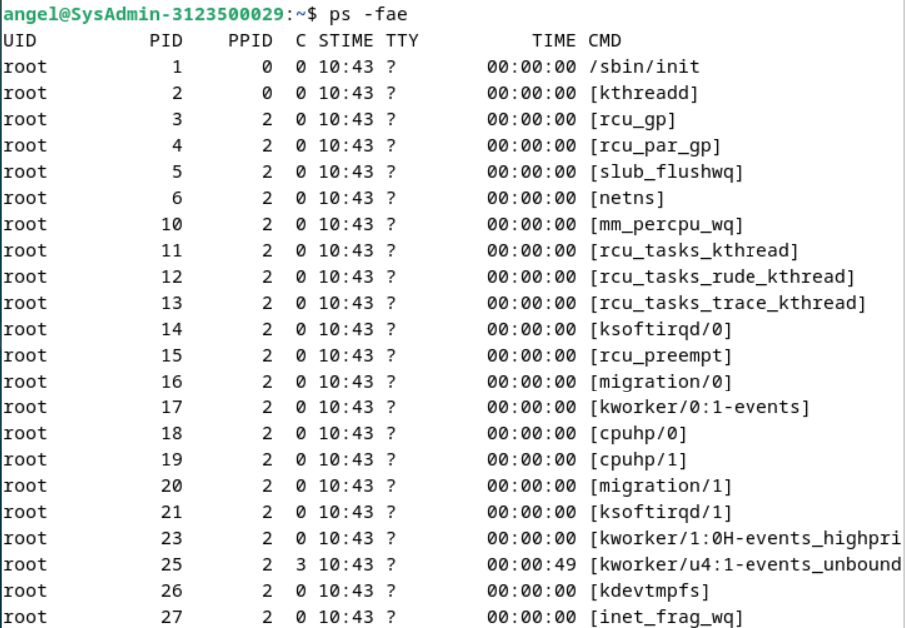 angel@SysAdmin-3123500029:~$ ps -fae
UID          PID    PPID  C STIME TTY          TIME CMD
root           1       0  0 10:43 ?        00:00:00 /sbin/init
root           2       0  0 10:43 ?        00:00:00 [kthreadd]
root           3       2  0 10:43 ?        00:00:00 [rcu_gp]
root           4       2  0 10:43 ?        00:00:00 [rcu_par_gp]
root           5       2  0 10:43 ?        00:00:00 [slub_flushwq]
root           6       2  0 10:43 ?        00:00:00 [netns]
root          10       2  0 10:43 ?        00:00:00 [mm_percpu_wq]
root          11       2  0 10:43 ?        00:00:00 [rcu_tasks_kthread]
root          12       2  0 10:43 ?        00:00:00 [rcu_tasks_rude_kthread]
root          13       2  0 10:43 ?        00:00:00 [rcu_tasks_trace_kthread]
root          14       2  0 10:43 ?        00:00:00 [ksoftirqd/0]
root          15       2  0 10:43 ?        00:00:00 [rcu_preempt]
root          16       2  0 10:43 ?        00:00:00 [migration/0]
root          17       2  0 10:43 ?        00:00:00 [kworker/0:1-events]
root          18       2  0 10:43 ?        00:00:00 [cpuhp/0]
root          19       2  0 10:43 ?        00:00:00 [cpuhp/1]
root          20       2  0 10:43 ?        00:00:00 [migration/1]
root          21       2  0 10:43 ?        00:00:00 [ksoftirqd/1]
root          23       2  0 10:43 ?        00:00:00 [kworker/1:0H-events_highpri
root          25       2  3 10:43 ?        00:00:49 [kworker/u4:1-events_unbound
root          26       2  0 10:43 ?        00:00:00 [kdevtmpfs]
root          27       2  0 10:43 ?        00:00:00 [inet_frag_wq]